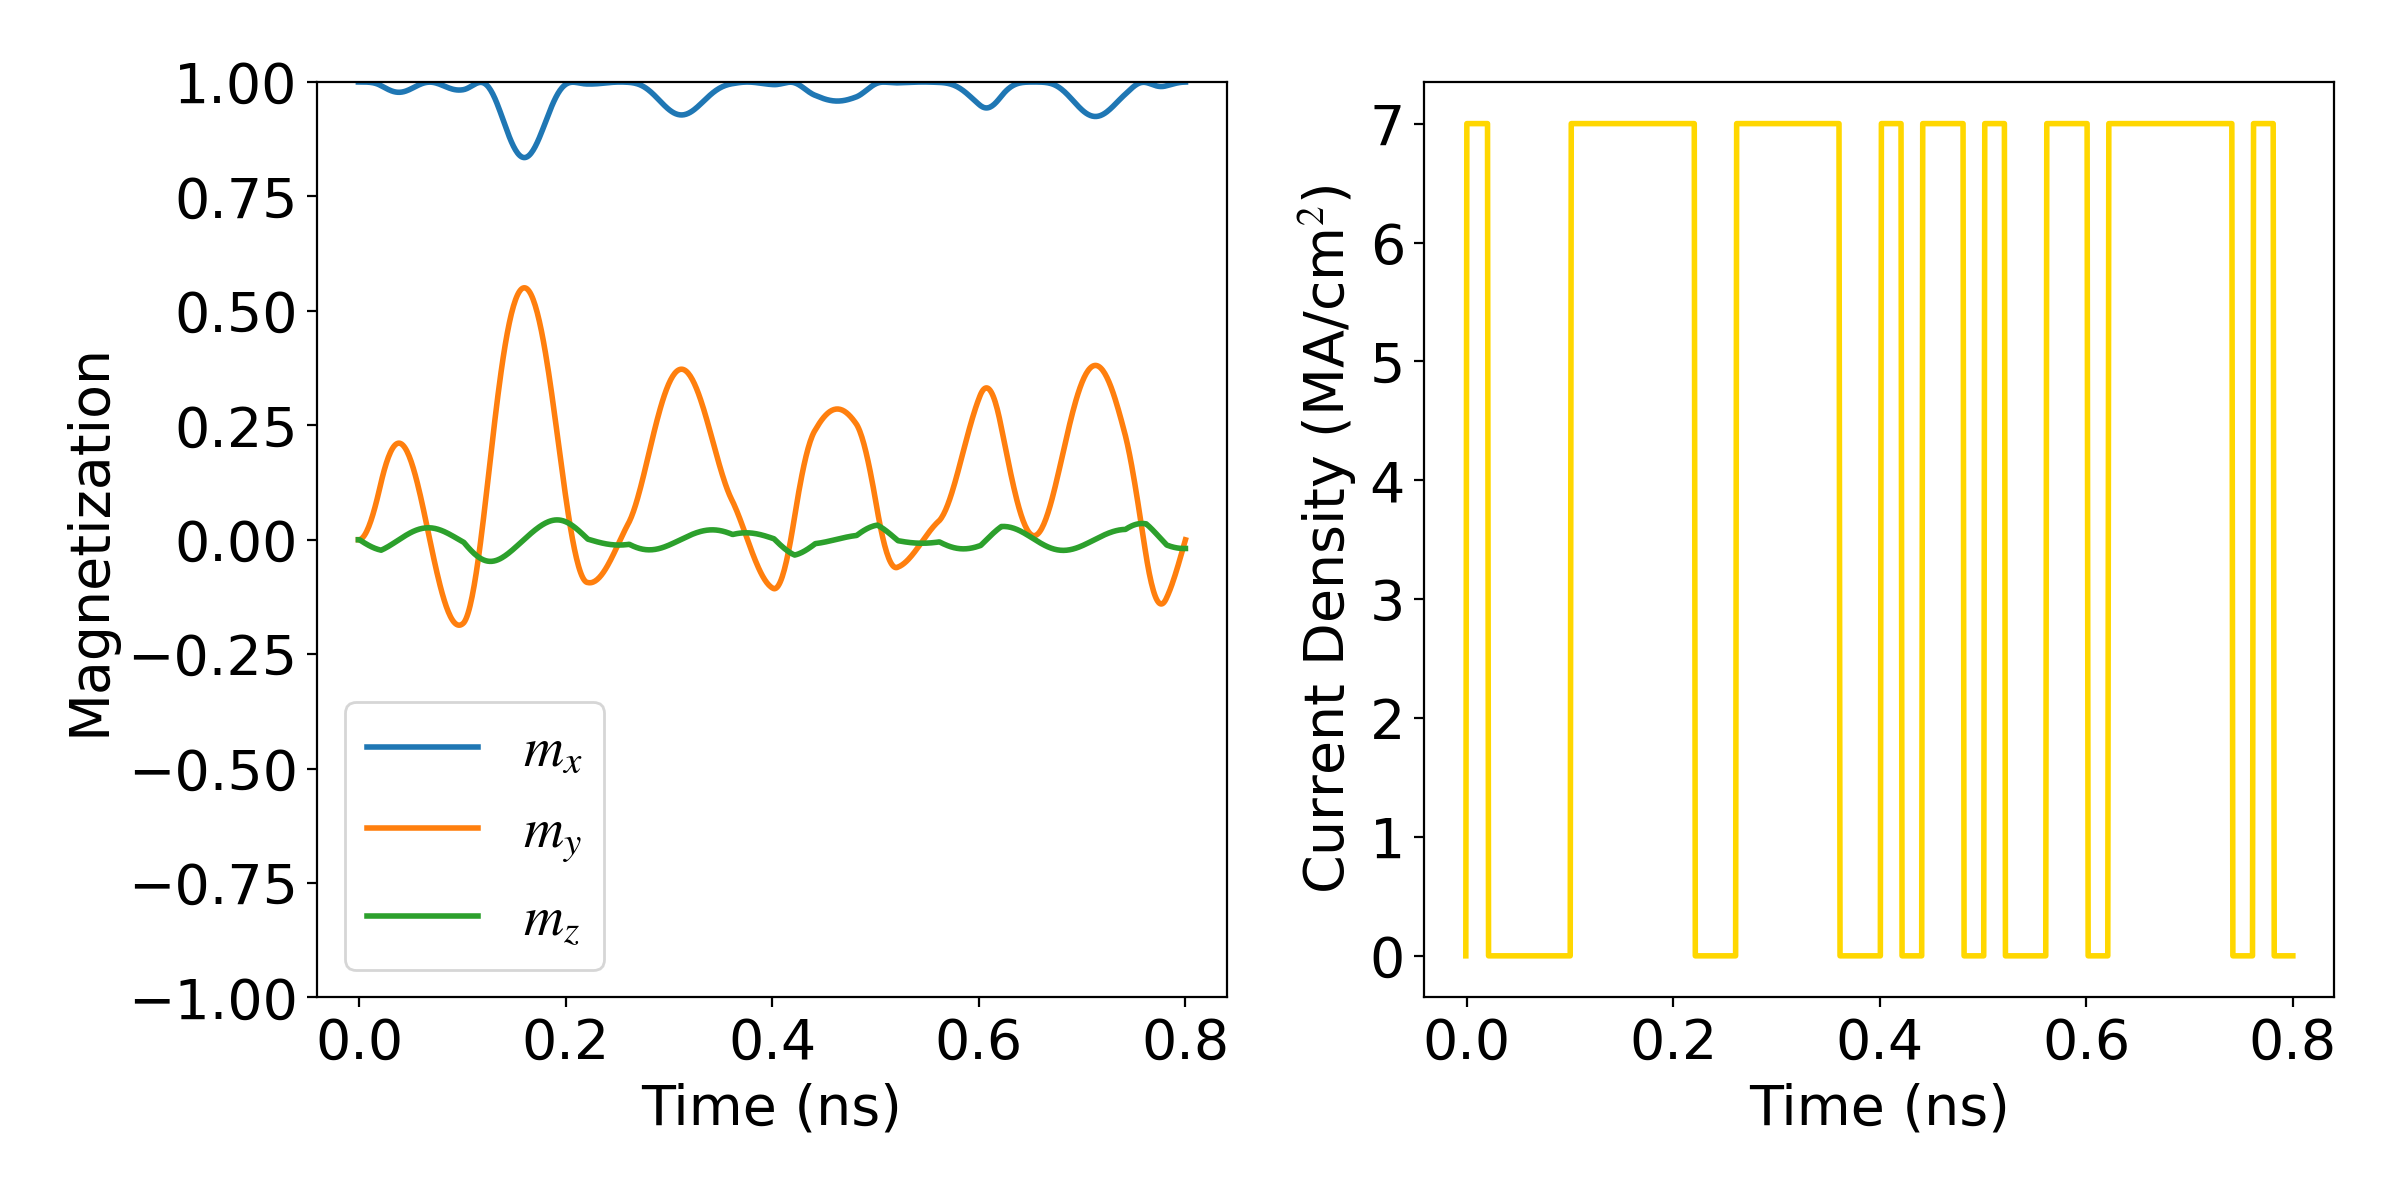 Magnetization
1.00
0.75
0.50
0.25
0.00
−0.25
−0.50
−0.75
−1.00
m_x
m_y
m_z
0.0 0.2 0.4 0.6 0.8
Time (ns)
Current Density (MA/cm²)
7
6
5
4
3
2
1
0
0.0 0.2 0.4 0.6 0.8
Time (ns)